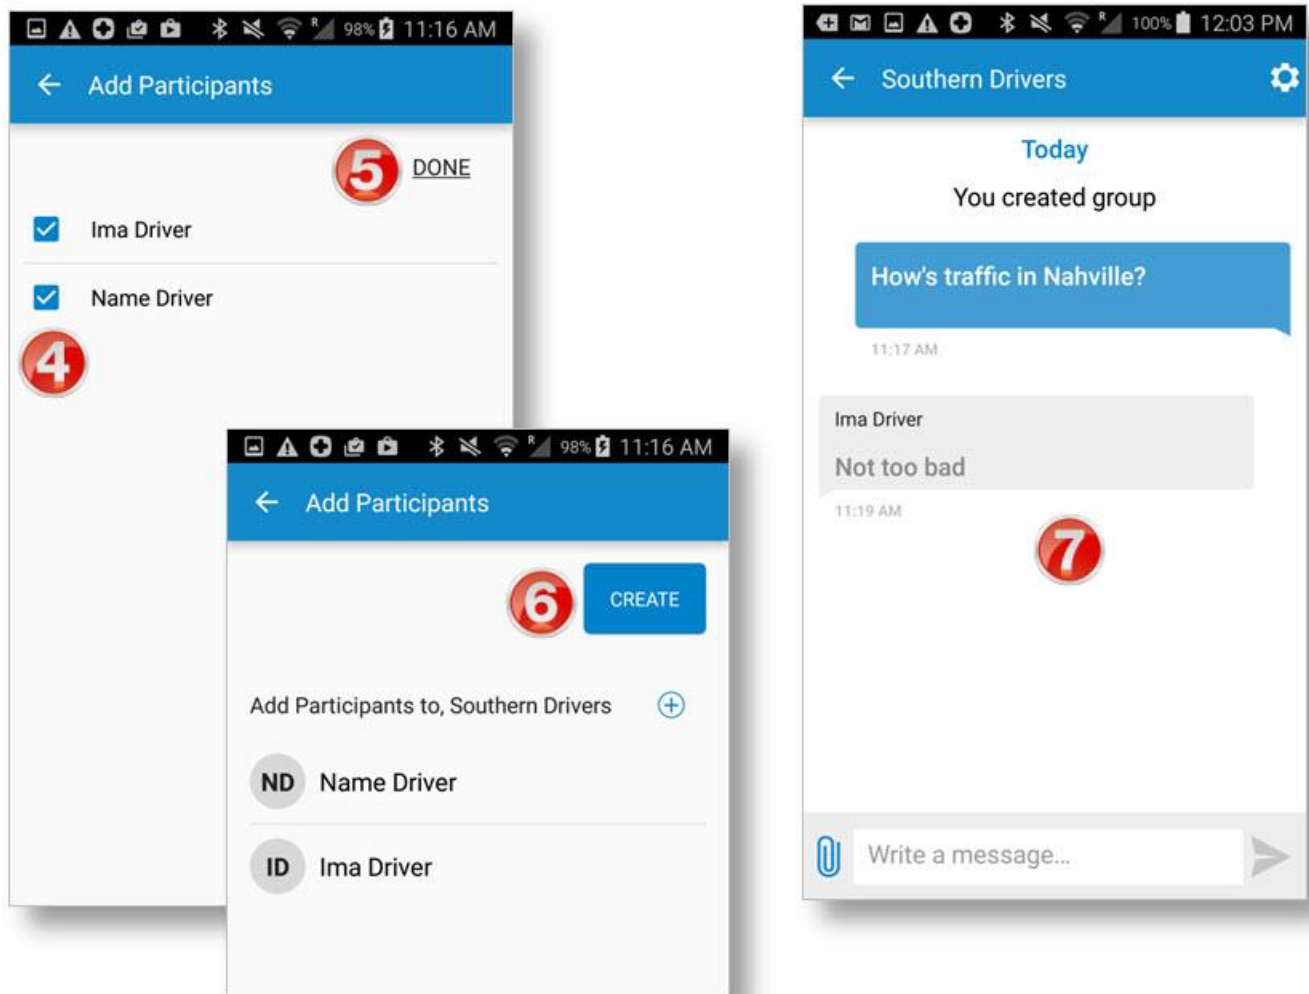 98% 11:16 AM
Add Participants
5 DONE
Ima Driver
Name Driver
4
R 98% 11:16 AM
Add Participants
6 CREATE
Add Participants to, Southern Drivers
ND Name Driver
ID Ima Driver
R 100% 12:03 PM
Southern Drivers
Today
You created group
How's traffic in Nahville?
11:17 AM
Ima Driver
Not too bad
11:19 AM
7
Write a message...